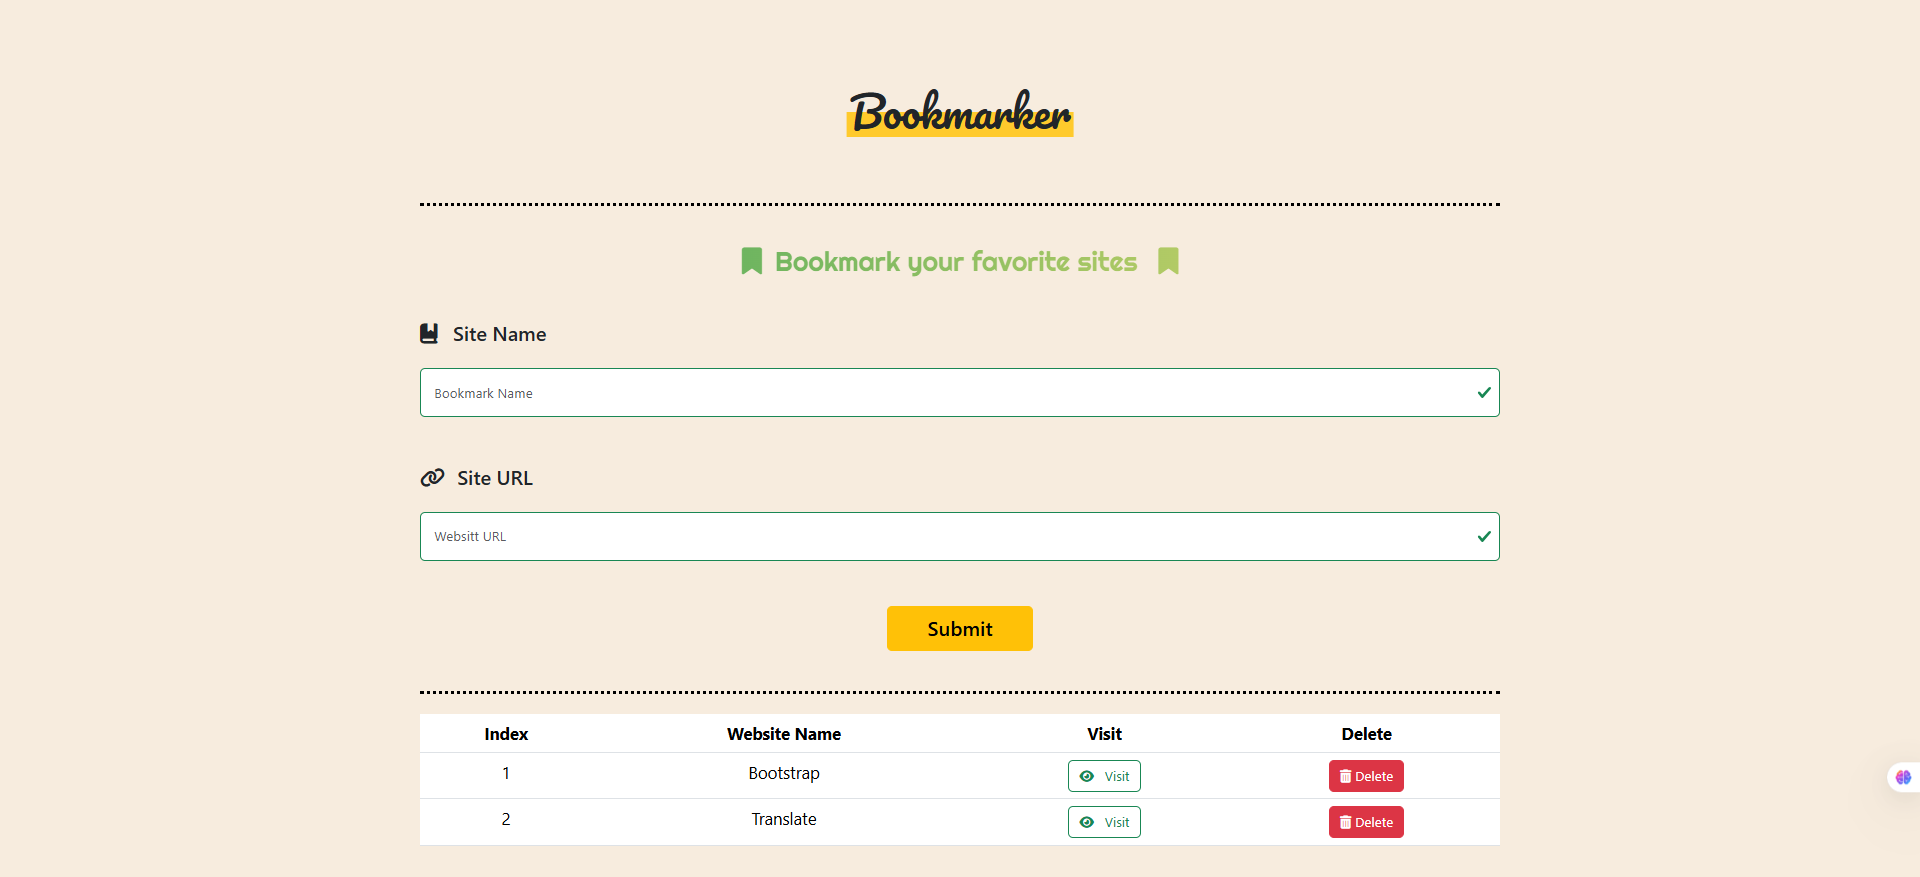 Bookmarker
Bookmark your favorite sites
Site Name
Bookmark Name
Site URL
Websitt URL
Submit
Index Website Name Visit Delete
1 Bootstrap Visit Delete
2 Translate Visit Delete